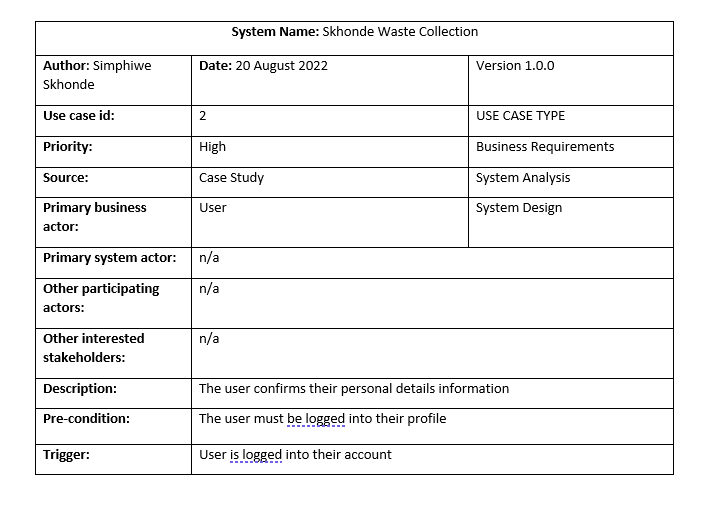 System Name: Skhonde Waste Collection
Author: Simphiwe Skhonde Date: 20 August 2022 Version 1.0.0
Use case id: 2 USE CASE TYPE
Priority: High Business Requirements
Source: Case Study System Analysis
Primary business actor: User System Design
Primary system actor: n/a
Other participating actors: n/a
Other interested stakeholders: n/a
Description: The user confirms their personal details information
Pre-condition: The user must be logged into their profile
Trigger: User is logged into their account